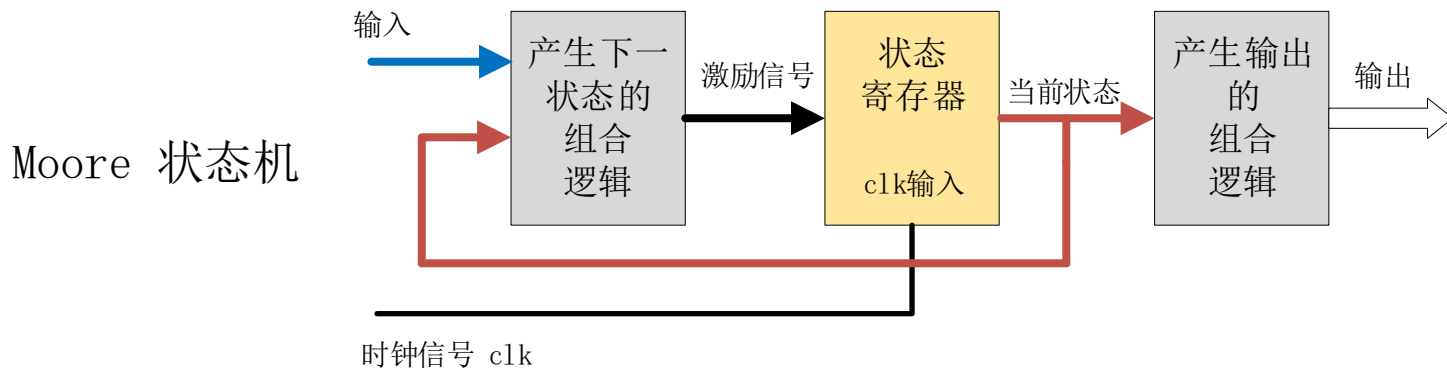 输入
产生下一
状态的
组合
逻辑
激励信号
状态
寄存器
clk输入
当前状态
产生输出
的
组合
逻辑
输出
Moore 状态机
时钟信号 clk